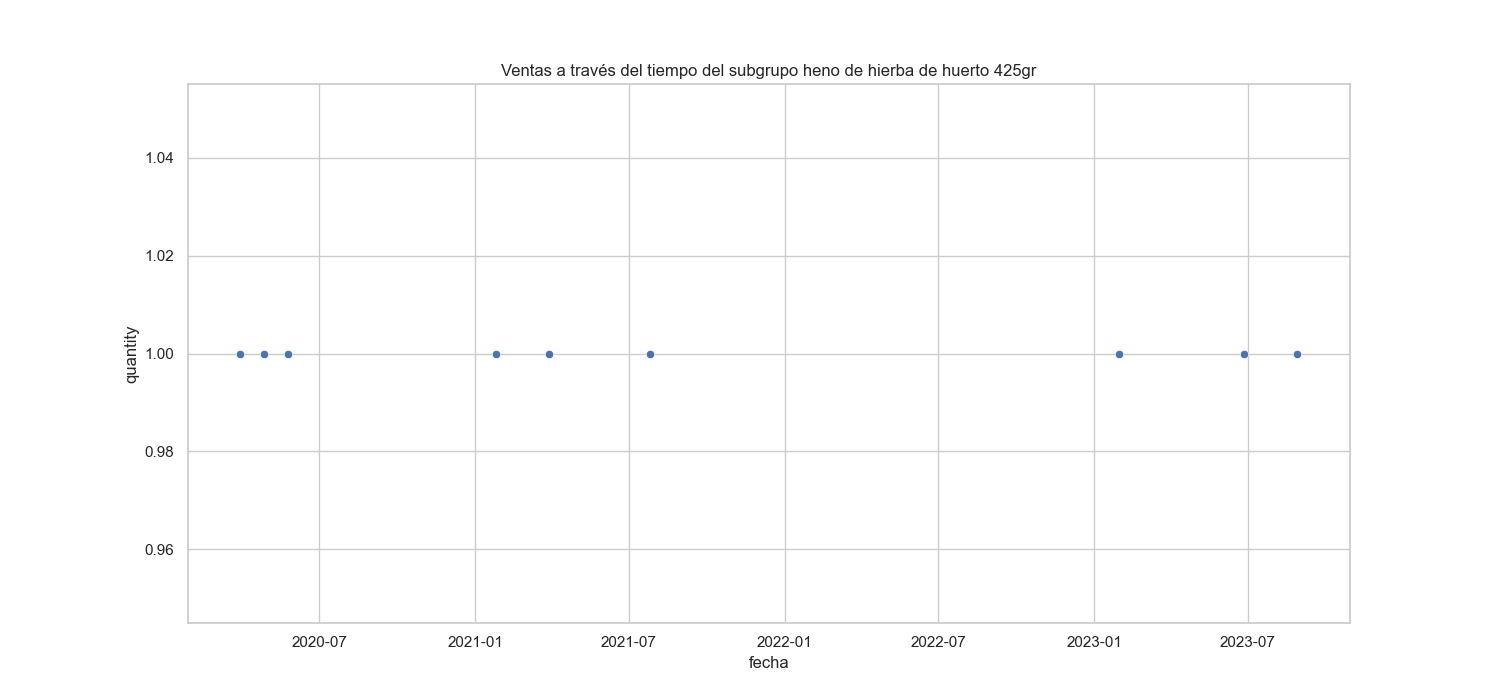 Ventas a través del tiempo del subgrupo heno de hierba de huerto 425gr
1.04
1.02
1.00
0.98
0.96
quantity
2020-07 2021-01 2021-07 2022-01 2022-07 2023-01 2023-07
fecha